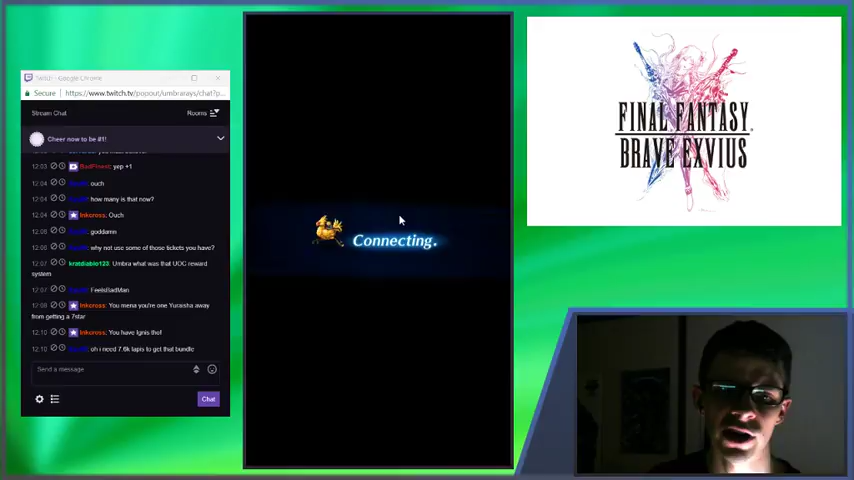 Twitch - Google Chrome
Secure
https://www.twitch.tv/popout/umbrarays/chat?p...
Stream Chat
Rooms
Cheer now to be #1!
12:03 BadFinest: yep +1
12:04 ouch
12:04 how many is that now?
12:04 Inkcross: Ouch
12:06 goddamn
12:06 why not use some of those tickets you have?
12:07 kratdiablo123: Umbra what was that UOC reward
system
12:07 FeelsBadMan
12:08 Inkcross: You mena you're one Yuraisha away
from getting a 7star
12:10 Inkcross: You have Ignis tho!
12:10 oh i need 7.6k lapis to get that bundle
Send a message
Chat
Connecting.
FINAL FANTASY
BRAVE EXVIUS